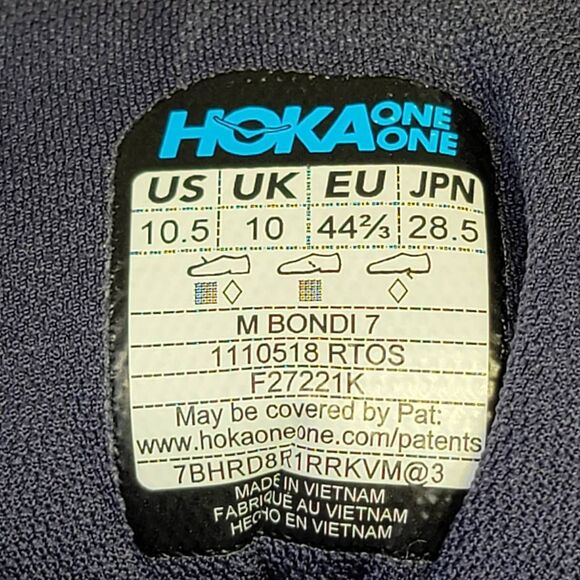 HOKA ONE ONE
US UK EU JPN
10.5 10 44⅔ 28.5
M BONDI 7
1110518 RTOS
F27221K
May be covered by Pat:
www.hokaoneone.com/patents
7BHRD8R1RRKVM@3
MADE IN VIETNAM
FABRIQUÉ AU VIETNAM
HECHO EN VIETNAM